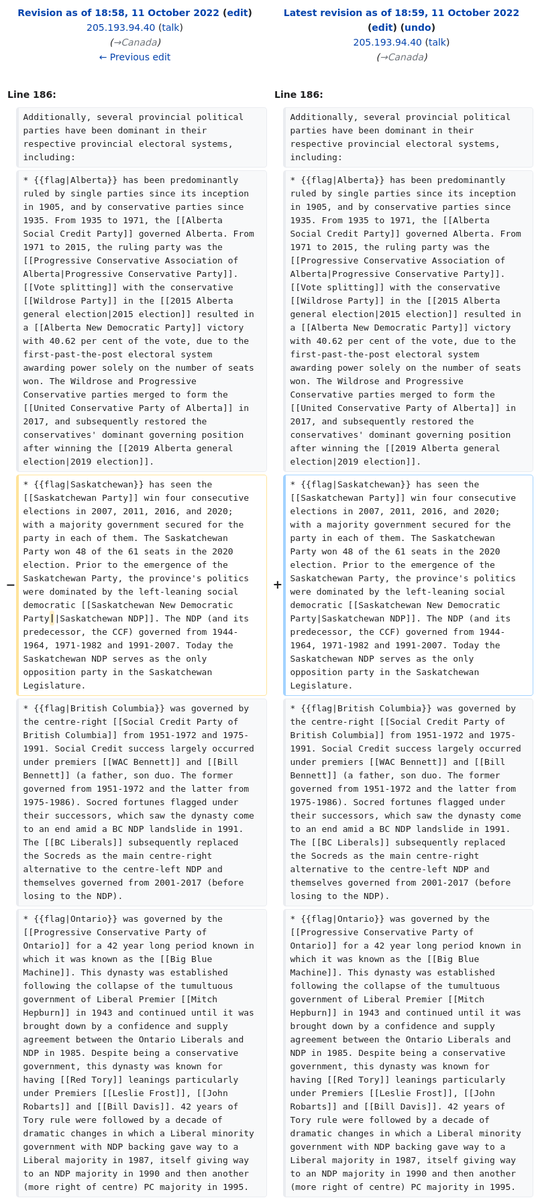 Revision as of 18:58, 11 October 2022 (edit)
205.193.94.40 (talk)
(→Canada)
← Previous edit
Latest revision as of 18:59, 11 October 2022
(edit) (undo)
205.193.94.40 (talk)
(→Canada)
Line 186:
Line 186:
Additionally, several provincial political
parties have been dominant in their
respective provincial electoral systems,
including:
Additionally, several provincial political
parties have been dominant in their
respective provincial electoral systems,
including:
* {{flag|Alberta}} has been predominantly
ruled by single parties since its inception
in 1905, and by conservative parties since
1935. From 1935 to 1971, the [[Alberta
Social Credit Party]] governed Alberta. From
1971 to 2015, the ruling party was the
[[Progressive Conservative Association of
Alberta|Progressive Conservative Party]].
[[Vote splitting]] with the conservative
[[Wildrose Party]] in the [[2015 Alberta
general election|2015 election]] resulted in
a [[Alberta New Democratic Party]] victory
with 40.62 per cent of the vote, due to the
first-past-the-post electoral system
awarding power solely on the number of seats
won. The Wildrose and Progressive
Conservative parties merged to form the
[[United Conservative Party of Alberta]] in
2017, and subsequently restored the
conservatives' dominant governing position
after winning the [[2019 Alberta general
election|2019 election]].
* {{flag|Alberta}} has been predominantly
ruled by single parties since its inception
in 1905, and by conservative parties since
1935. From 1935 to 1971, the [[Alberta
Social Credit Party]] governed Alberta. From
1971 to 2015, the ruling party was the
[[Progressive Conservative Association of
Alberta|Progressive Conservative Party]].
[[Vote splitting]] with the conservative
[[Wildrose Party]] in the [[2015 Alberta
general election|2015 election]] resulted in
a [[Alberta New Democratic Party]] victory
with 40.62 per cent of the vote, due to the
first-past-the-post electoral system
awarding power solely on the number of seats
won. The Wildrose and Progressive
Conservative parties merged to form the
[[United Conservative Party of Alberta]] in
2017, and subsequently restored the
conservatives' dominant governing position
after winning the [[2019 Alberta general
election|2019 election]].
−
* {{flag|Saskatchewan}} has seen the
[[Saskatchewan Party]] win four consecutive
elections in 2007, 2011, 2016, and 2020;
with a majority government secured for the
party in each of them. The Saskatchewan
Party won 48 of the 61 seats in the 2020
election. Prior to the emergence of the
Saskatchewan Party, the province's politics
were dominated by the left-leaning social
democratic [[Saskatchewan New Democratic
Party||Saskatchewan NDP]]. The NDP (and its
predecessor, the CCF) governed from 1944-
1964, 1971-1982 and 1991-2007. Today the
Saskatchewan NDP serves as the only
opposition party in the Saskatchewan
Legislature.
+
* {{flag|Saskatchewan}} has seen the
[[Saskatchewan Party]] win four consecutive
elections in 2007, 2011, 2016, and 2020;
with a majority government secured for the
party in each of them. The Saskatchewan
Party won 48 of the 61 seats in the 2020
election. Prior to the emergence of the
Saskatchewan Party, the province's politics
were dominated by the left-leaning social
democratic [[Saskatchewan New Democratic
Party|Saskatchewan NDP]]. The NDP (and its
predecessor, the CCF) governed from 1944-
1964, 1971-1982 and 1991-2007. Today the
Saskatchewan NDP serves as the only
opposition party in the Saskatchewan
Legislature.
* {{flag|British Columbia}} was governed by
the centre-right [[Social Credit Party of
British Columbia]] from 1951-1972 and 1975-
1991. Social Credit success largely occurred
under premiers [[WAC Bennett]] and [[Bill
Bennett]] (a father, son duo. The former
governed from 1951-1972 and the latter from
1975-1986). Socred fortunes flagged under
their successors, which saw the dynasty come
to an end amid a BC NDP landslide in 1991.
The [[BC Liberals]] subsequently replaced
the Socreds as the main centre-right
alternative to the centre-left NDP and
themselves governed from 2001-2017 (before
losing to the NDP).
* {{flag|British Columbia}} was governed by
the centre-right [[Social Credit Party of
British Columbia]] from 1951-1972 and 1975-
1991. Social Credit success largely occurred
under premiers [[WAC Bennett]] and [[Bill
Bennett]] (a father, son duo. The former
governed from 1951-1972 and the latter from
1975-1986). Socred fortunes flagged under
their successors, which saw the dynasty come
to an end amid a BC NDP landslide in 1991.
The [[BC Liberals]] subsequently replaced
the Socreds as the main centre-right
alternative to the centre-left NDP and
themselves governed from 2001-2017 (before
losing to the NDP).
* {{flag|Ontario}} was governed by the
[[Progressive Conservative Party of
Ontario]] for a 42 year long period known in
which it was known as the [[Big Blue
Machine]]. This dynasty was established
following the collapse of the tumultuous
government of Liberal Premier [[Mitch
Hepburn]] in 1943 and continued until it was
brought down by a confidence and supply
agreement between the Ontario Liberals and
NDP in 1985. Despite being a conservative
government, this dynasty was known for
having [[Red Tory]] leanings particularly
under Premiers [[Leslie Frost]], [[John
Robarts]] and [[Bill Davis]]. 42 years of
Tory rule were followed by a decade of
dramatic changes in which a Liberal minority
government with NDP backing gave way to a
Liberal majority in 1987, itself giving way
to an NDP majority in 1990 and then another
(more right of centre) PC majority in 1995.
* {{flag|Ontario}} was governed by the
[[Progressive Conservative Party of
Ontario]] for a 42 year long period known in
which it was known as the [[Big Blue
Machine]]. This dynasty was established
following the collapse of the tumultuous
government of Liberal Premier [[Mitch
Hepburn]] in 1943 and continued until it was
brought down by a confidence and supply
agreement between the Ontario Liberals and
NDP in 1985. Despite being a conservative
government, this dynasty was known for
having [[Red Tory]] leanings particularly
under Premiers [[Leslie Frost]], [[John
Robarts]] and [[Bill Davis]]. 42 years of
Tory rule were followed by a decade of
dramatic changes in which a Liberal minority
government with NDP backing gave way to a
Liberal majority in 1987, itself giving way
to an NDP majority in 1990 and then another
(more right of centre) PC majority in 1995.